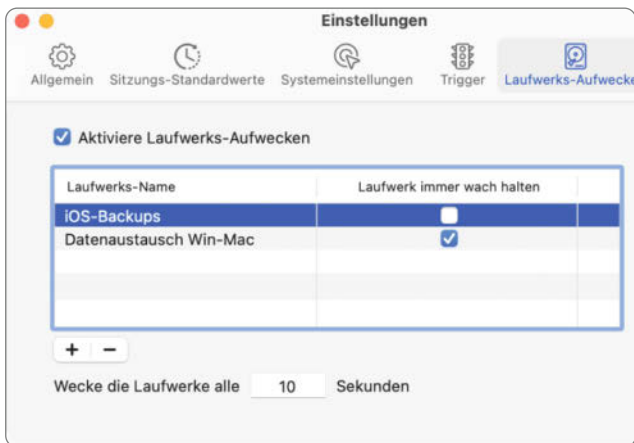 Einstellungen
Allgemein Sitzungs-Standardwerte Systemeinstellungen Trigger Laufwerks-Aufwecke
Aktiviere Laufwerks-Aufwecken
Laufwerks-Name Laufwerk immer wach halten
iOS-Backups
Datenaustausch Win-Mac
+ −
Wecke die Laufwerke alle 10 Sekunden